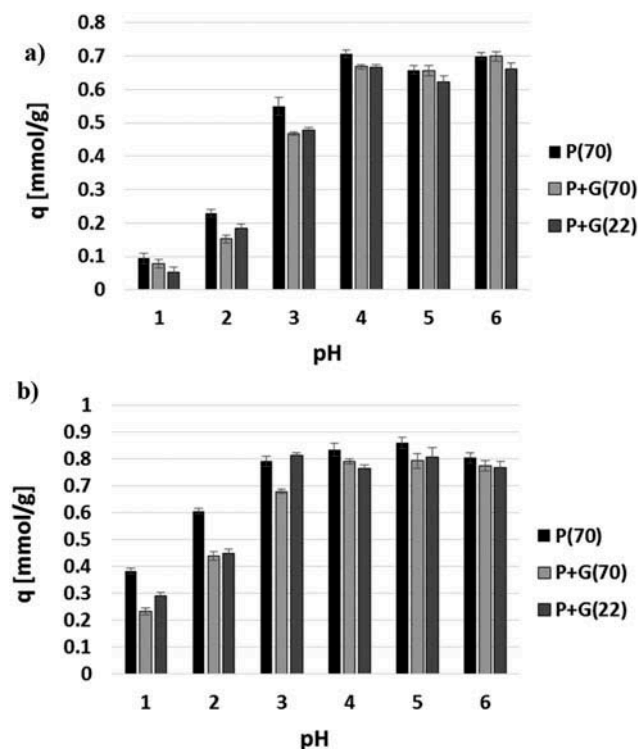 a)
q [mmol/g]
0.8
0.7
0.6
0.5
0.4
0.3
0.2
0.1
0
1 2 3 4 5 6
pH
P(70)
P+G(70)
P+G(22)
b)
q [mmol/g]
1
0.9
0.8
0.7
0.6
0.5
0.4
0.3
0.2
0.1
0
1 2 3 4 5 6
pH
P(70)
P+G(70)
P+G(22)